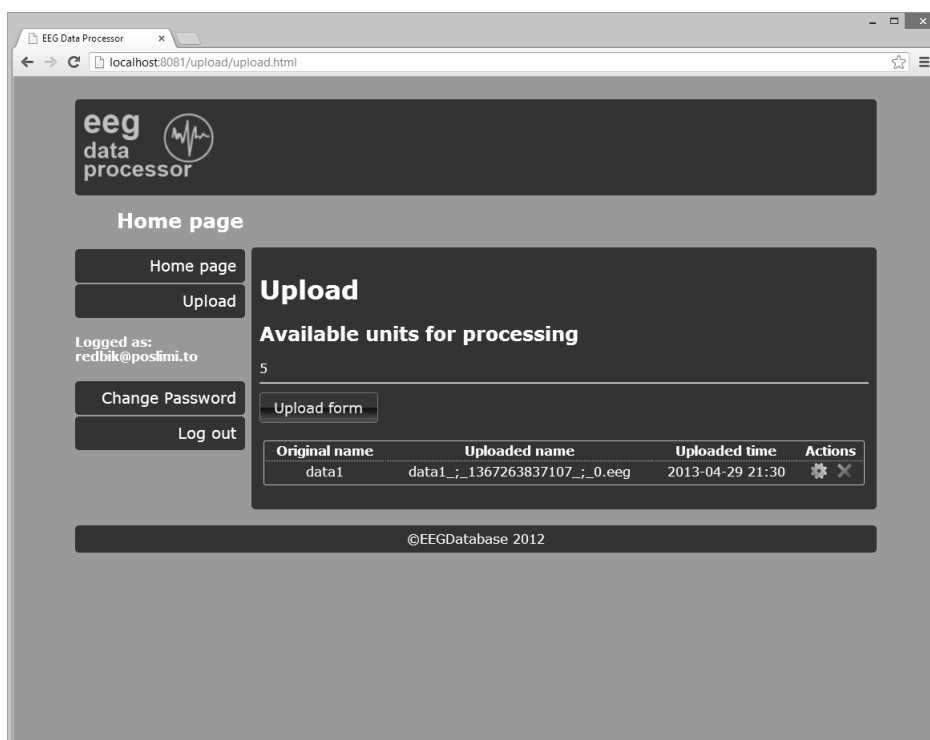 EEG Data Processor
localhost:8081/upload/upload.html
eeg
data
processor
Home page
Home page
Upload
Logged as:
redbik@poslimi.to
Change Password
Log out
Upload
Available units for processing
5
Upload form
Original name Uploaded name Uploaded time Actions
data1 data1_;_1367263837107_;_0.eeg 2013-04-29 21:30
©EEGDatabase 2012